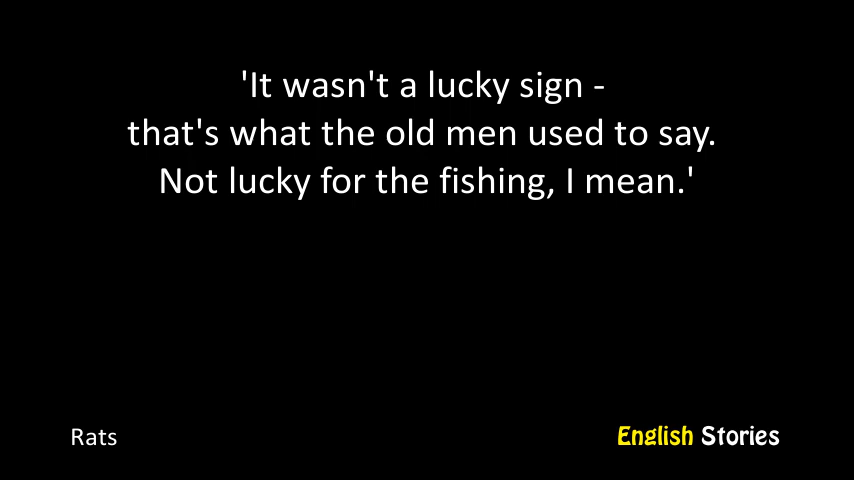 'It wasn't a lucky sign -
that's what the old men used to say.
Not lucky for the fishing, I mean.'
Rats
English Stories